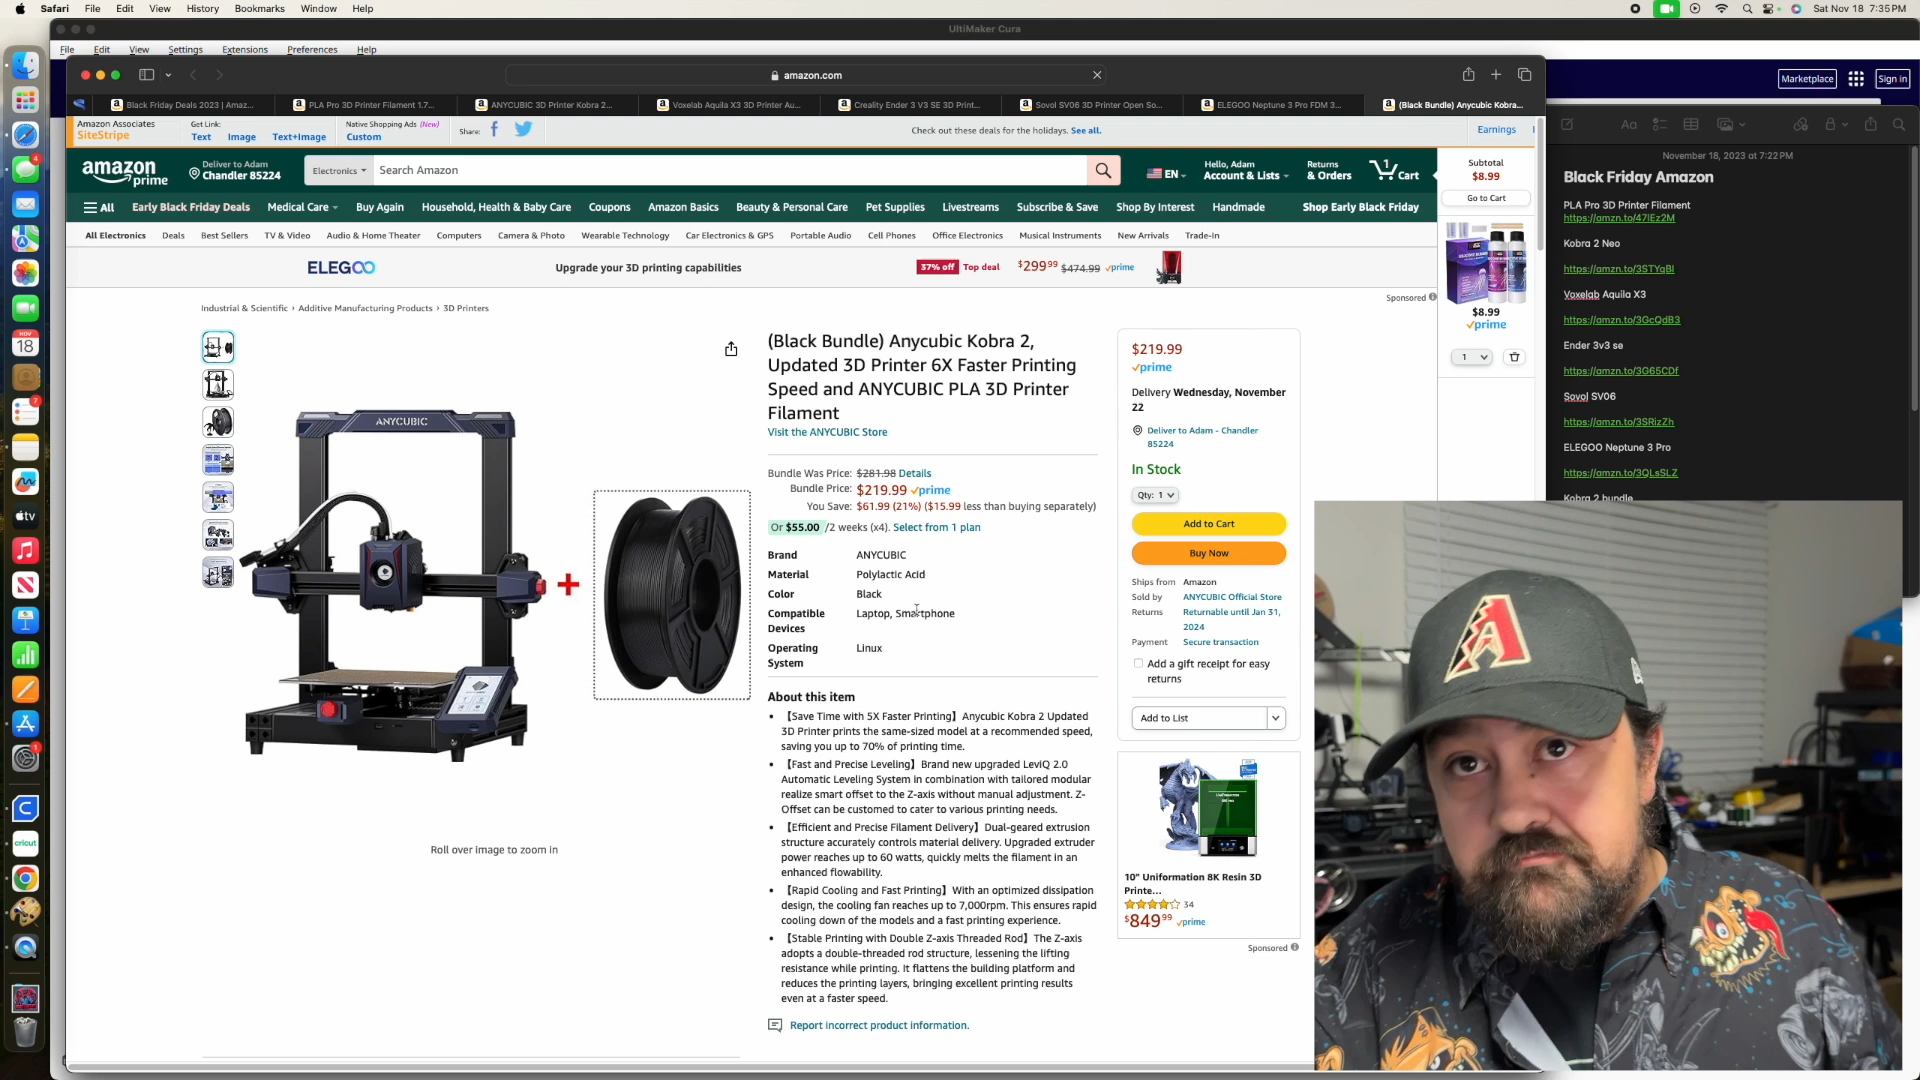 Safari File Edit View History Bookmarks Window Help
Sat Nov 18 7:35 PM
UltiMaker Cura
File Edit View Settings Extensions Preferences Help
Marketplace
Sign in
amazon.com
Black Friday Deals 2023 | Amaz...
PLA Pro 3D Printer Filament 1.7...
ANYCUBIC 3D Printer Kobra 2...
Voxelab Aquila X3 3D Printer Au...
Creality Ender 3 V3 SE 3D Print...
Sovol SV06 3D Printer Open So...
ELEGOO Neptune 3 Pro FDM 3...
(Black Bundle) Anycubic Kobra...
Amazon Associates
SiteStripe
Get Link:
Text Image Text+Image
Native Shopping Ads (New)
Custom
Share:
Check out these deals for the holidays. See all.
Earnings
amazon
prime
Deliver to Adam
Chandler 85224
Electronics
Search Amazon
EN
Hello, Adam
Account & Lists
Returns
& Orders
1
Cart
All
Early Black Friday Deals
Medical Care
Buy Again
Household, Health & Baby Care
Coupons
Amazon Basics
Beauty & Personal Care
Pet Supplies
Livestreams
Subscribe & Save
Shop By Interest
Handmade
Shop Early Black Friday
All Electronics
Deals
Best Sellers
TV & Video
Audio & Home Theater
Computers
Camera & Photo
Wearable Technology
Car Electronics & GPS
Portable Audio
Cell Phones
Office Electronics
Musical Instruments
New Arrivals
Trade-In
ELEGOO
Upgrade your 3D printing capabilities
37% off Top deal
$299.99 $474.99 prime
Sponsored
Industrial & Scientific › Additive Manufacturing Products › 3D Printers
ANYCUBIC
Roll over image to zoom in
(Black Bundle) Anycubic Kobra 2,
Updated 3D Printer 6X Faster Printing
Speed and ANYCUBIC PLA 3D Printer
Filament
Visit the ANYCUBIC Store
Bundle Was Price: $281.98 Details
Bundle Price: $219.99 prime
You Save: $61.99 (21%) ($15.99 less than buying separately)
Or $55.00 /2 weeks (x4). Select from 1 plan
Brand ANYCUBIC
Material Polylactic Acid
Color Black
Compatible Laptop, Smartphone
Devices
Operating Linux
System
About this item
• 【Save Time with 5X Faster Printing】Anycubic Kobra 2 Updated
3D Printer prints the same-sized model at a recommended speed,
saving you up to 70% of printing time.
• 【Fast and Precise Leveling】Brand new upgraded LeviQ 2.0
Automatic Leveling System in combination with tailored modular
realize smart offset to the Z-axis without manual adjustment. Z-
Offset can be customed to cater to various printing needs.
• 【Efficient and Precise Filament Delivery】Dual-geared extrusion
structure accurately controls material delivery. Upgraded extruder
power reaches up to 60 watts, quickly melts the filament in an
enhanced flowability.
• 【Rapid Cooling and Fast Printing】With an optimized dissipation
design, the cooling fan reaches up to 7,000rpm. This ensures rapid
cooling down of the models and a fast printing experience.
• 【Stable Printing with Double Z-axis Threaded Rod】The Z-axis
adopts a double-threaded rod structure, lessening the lifting
resistance while printing. It flattens the building platform and
reduces the printing layers, bringing excellent printing results
even at a faster speed.
Report incorrect product information.
$219.99
prime
Delivery Wednesday, November
22
Deliver to Adam - Chandler
85224
In Stock
Qty: 1
Add to Cart
Buy Now
Ships from Amazon
Sold by ANYCUBIC Official Store
Returns Returnable until Jan 31,
2024
Payment Secure transaction
Add a gift receipt for easy
returns
Add to List
10" Uniformation 8K Resin 3D
Printe...
34
$849.99 prime
Sponsored
Subtotal
$8.99
Go to Cart
$8.99
prime
1
November 18, 2023 at 7:22 PM
Black Friday Amazon
PLA Pro 3D Printer Filament
https://amzn.to/47lEz2M
Kobra 2 Neo
https://amzn.to/3STYqBl
Voxelab Aquila X3
https://amzn.to/3GcQdB3
Ender 3v3 se
https://amzn.to/3G65CDf
Sovol SV06
https://amzn.to/3SRizZh
ELEGOO Neptune 3 Pro
https://amzn.to/3QLsSLZ
Kobra 2 bundle
NOV
18
4
7
tv
1
cricut
A